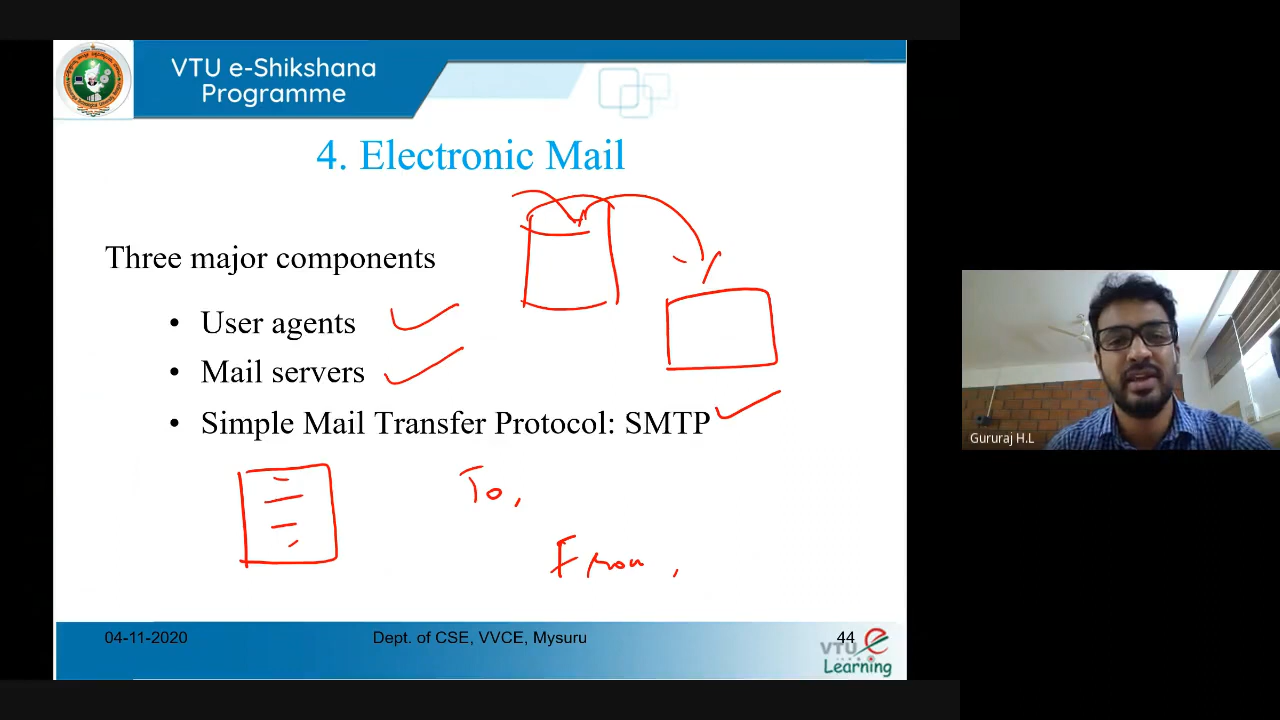 VTU e-Shikshana
Programme
4. Electronic Mail
Three major components
• User agents
• Mail servers
• Simple Mail Transfer Protocol: SMTP
To,
From,
Gururaj H.L
04-11-2020 Dept. of CSE, VVCE, Mysuru 44
VTU e
Learning